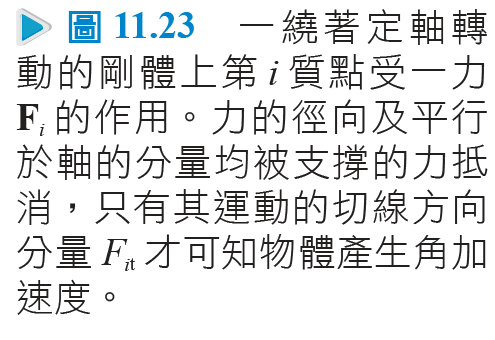 圖 11.23 一繞著定軸轉
動的剛體上第 i 質點受一力
Fi 的作用。力的徑向及平行
於軸的分量均被支撐的力抵
消,只有其運動的切線方向
分量 Fit 才可知物體產生角加
速度。